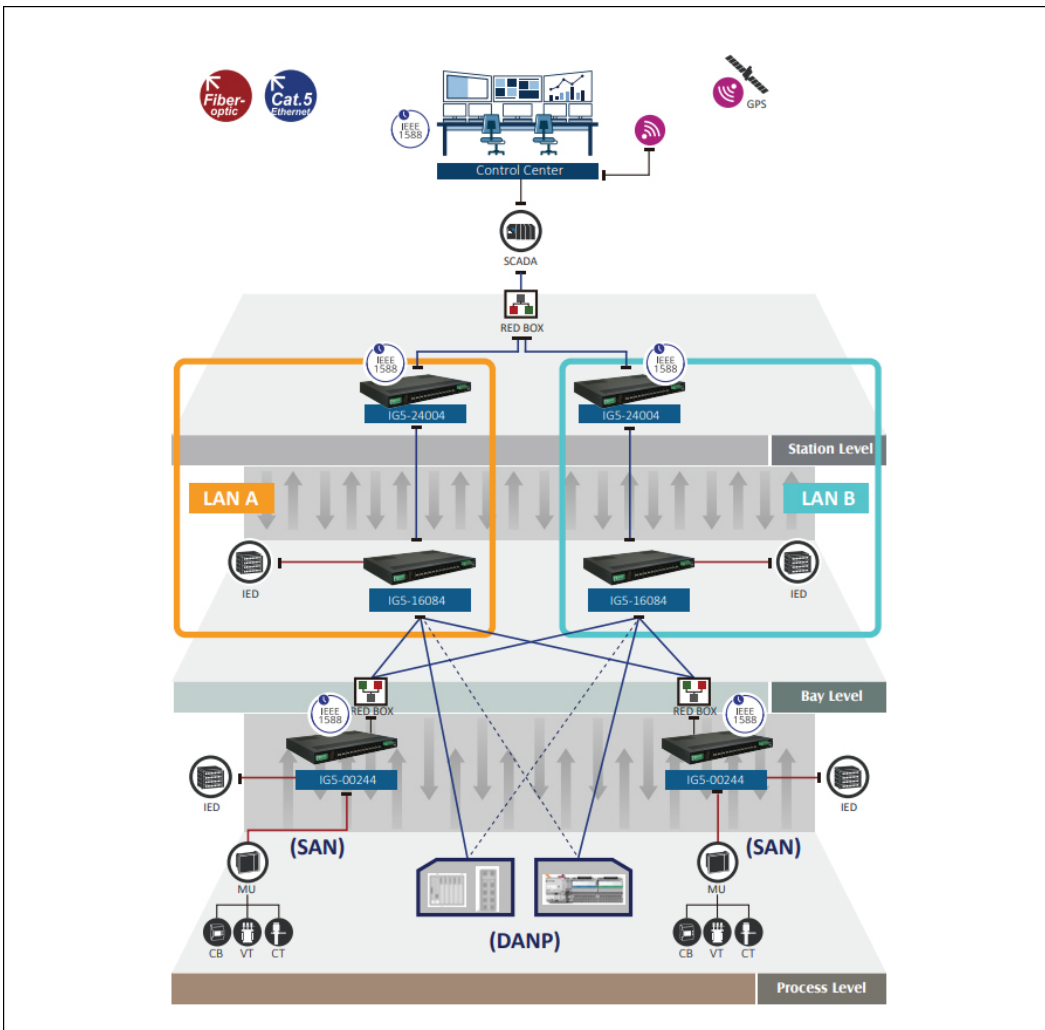 Fiber-
optic
Cat.5
Ethernet
IEEE
1588
GPS
Control Center
SCADA
RED BOX
IEEE
1588
IEEE
1588
IG5-24004
IG5-24004
Station Level
LAN A
LAN B
IED
IED
IG5-16084
IG5-16084
RED BOX
RED BOX
Bay Level
IEEE
1588
IEEE
1588
IG5-00244
IG5-00244
IED
IED
(SAN)
(SAN)
MU
MU
(DANP)
CB
VT
CT
CB
VT
CT
Process Level